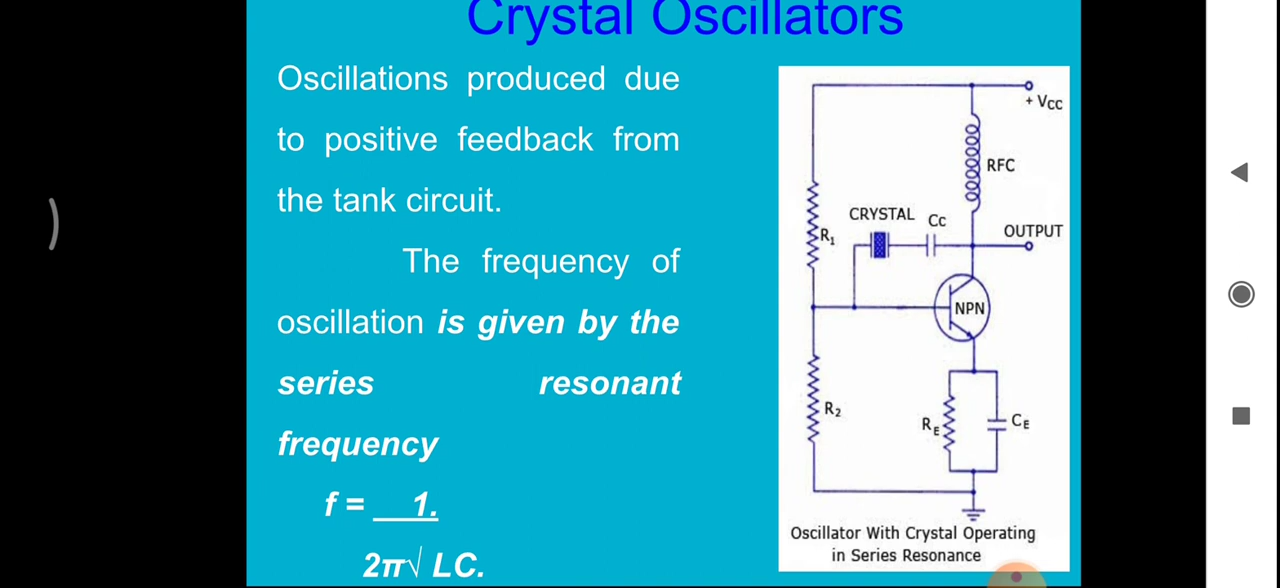 Crystal Oscillators
Oscillations produced due
to positive feedback from
the tank circuit.
The frequency of
oscillation is given by the
series resonant
frequency
f = 1.
2π√ LC.
+ Vcc
RFC
CRYSTAL Cc
R1
OUTPUT
NPN
R2
RE
CE
Oscillator With Crystal Operating
in Series Resonance